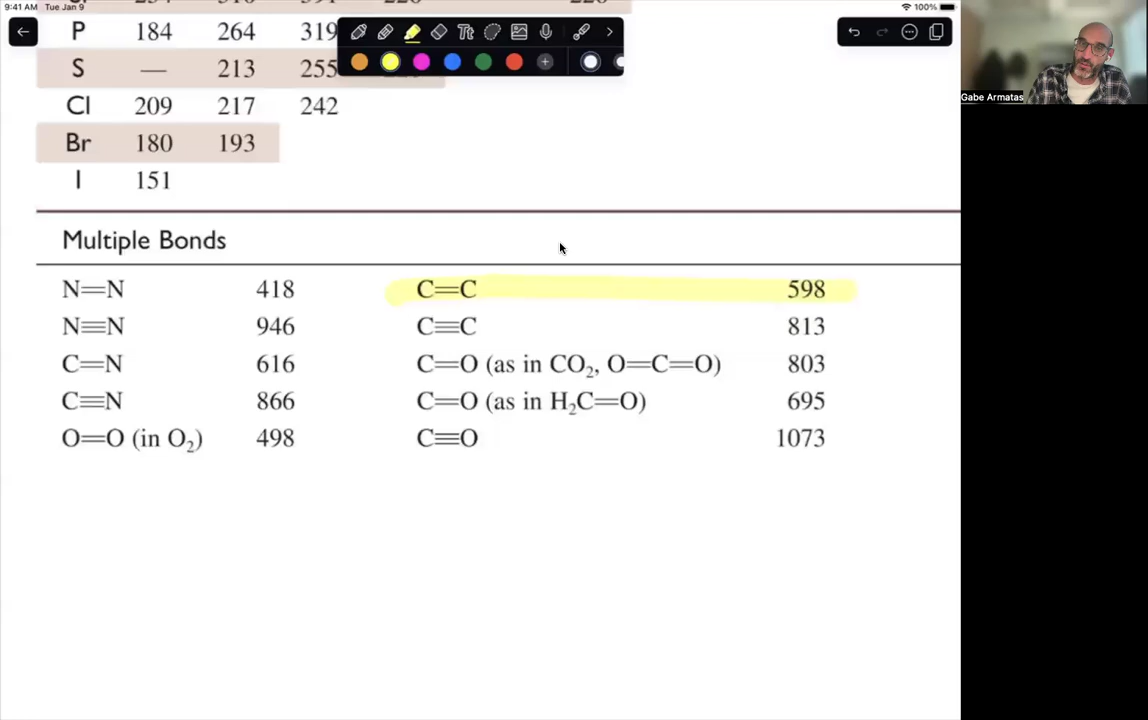 9:41 AM Tue Jan 9
100%
P 184 264 319
S — 213 255
Cl 209 217 242
Br 180 193
I 151
Multiple Bonds
N=N 418 C=C 598
N≡N 946 C≡C 813
C=N 616 C=O (as in CO₂, O=C=O) 803
C≡N 866 C=O (as in H₂C=O) 695
O=O (in O₂) 498 C≡O 1073
Tt
Gabe Armatas